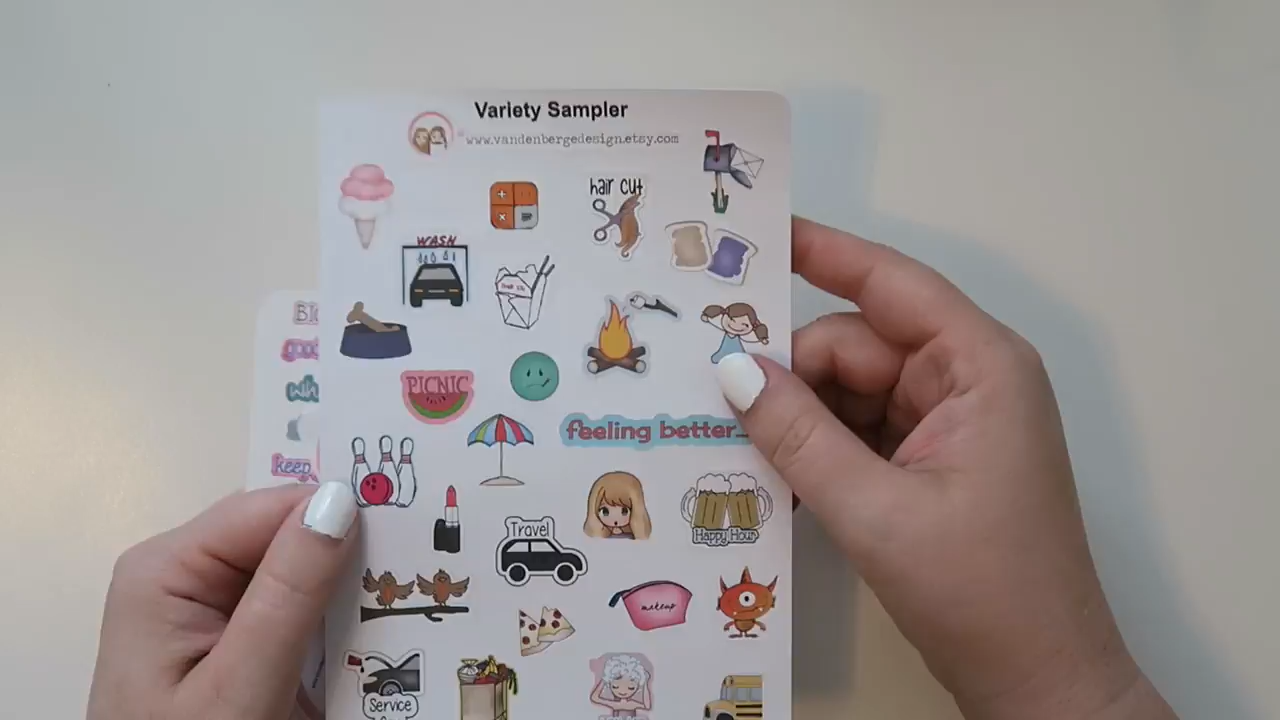 Variety Sampler
www.vandenbergedesign.etsy.com
hair cut
WASH
PICNIC
feeling better
keep
Travel
Happy Hour
makeup
Service